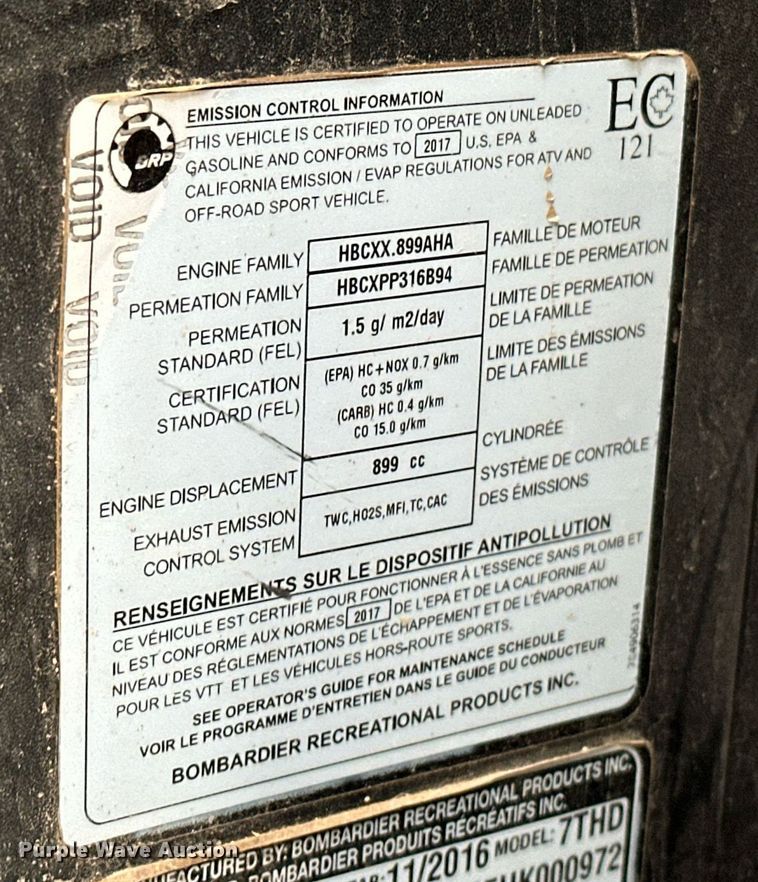 VOID
VOID
BRP
EMISSION CONTROL INFORMATION
THIS VEHICLE IS CERTIFIED TO OPERATE ON UNLEADED
GASOLINE AND CONFORMS TO 2017 U.S. EPA &
CALIFORNIA EMISSION / EVAP REGULATIONS FOR ATV AND
OFF-ROAD SPORT VEHICLE.
EC
121
ENGINE FAMILY HBCXX.899AHA FAMILLE DE MOTEUR
PERMEATION FAMILY HBCXPP316B94 FAMILLE DE PERMEATION
PERMEATION STANDARD (FEL) 1.5 g/ m2/day LIMITE DE PERMEATION DE LA FAMILLE
CERTIFICATION STANDARD (FEL) (EPA) HC+NOX 0.7 g/km LIMITE DES ÉMISSIONS DE LA FAMILLE
CO 35 g/km
(CARB) HC 0.4 g/km
CO 15.0 g/km
ENGINE DISPLACEMENT 899 cc CYLINDRÉE
EXHAUST EMISSION CONTROL SYSTEM TWC,HO2S,MFI,TC,CAC SYSTÈME DE CONTRÔLE DES ÉMISSIONS
RENSEIGNEMENTS SUR LE DISPOSITIF ANTIPOLLUTION
CE VÉHICULE EST CERTIFIÉ POUR FONCTIONNER À L'ESSENCE SANS PLOMB ET
IL EST CONFORME AUX NORMES 2017 DE L'EPA ET DE LA CALIFORNIE AU
NIVEAU DES RÉGLEMENTATIONS DE L'ÉCHAPPEMENT ET DE L'ÉVAPORATION
POUR LES VTT ET LES VÉHICULES HORS-ROUTE SPORTS.
SEE OPERATOR'S GUIDE FOR MAINTENANCE SCHEDULE
VOIR LE PROGRAMME D'ENTRETIEN DANS LE GUIDE DU CONDUCTEUR
BOMBARDIER RECREATIONAL PRODUCTS INC.
704906314
Purple Wave Auction
BY: BOMBARDIER RECREATIONAL PRODUCTS INC.
BOMBARDIER PRODUITS RÉCRÉATIFS INC.
11/2016 MODEL: 7THD
000972